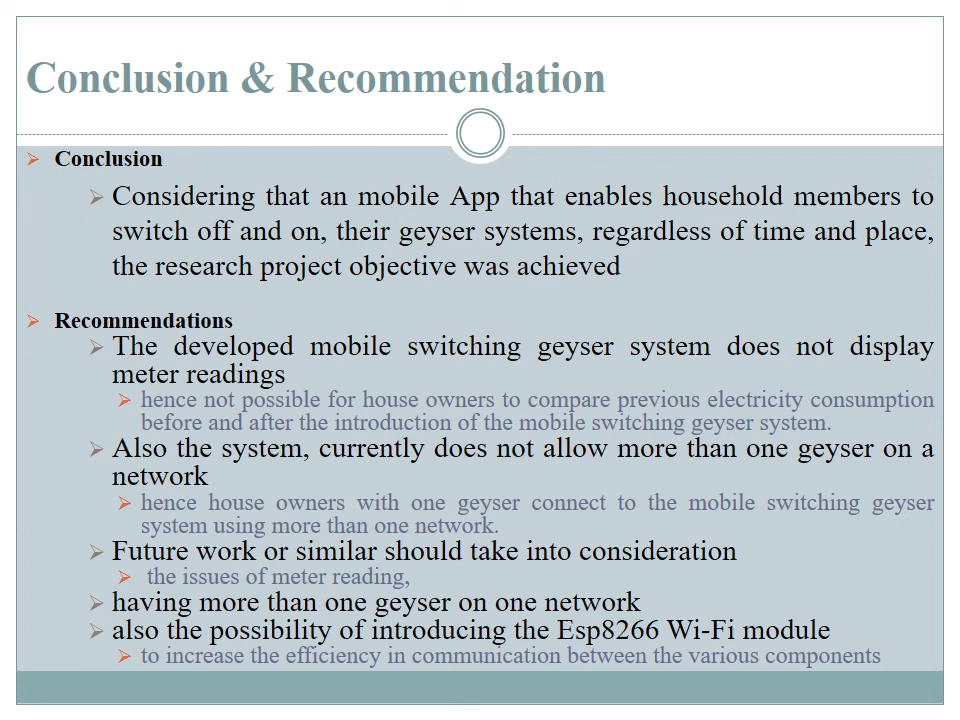 Conclusion & Recommendation
Conclusion
Considering that an mobile App that enables household members to
switch off and on, their geyser systems, regardless of time and place,
the research project objective was achieved
Recommendations
The developed mobile switching geyser system does not display
meter readings
hence not possible for house owners to compare previous electricity consumption
before and after the introduction of the mobile switching geyser system.
Also the system, currently does not allow more than one geyser on a
network
hence house owners with one geyser connect to the mobile switching geyser
system using more than one network.
Future work or similar should take into consideration
the issues of meter reading,
having more than one geyser on one network
also the possibility of introducing the Esp8266 Wi-Fi module
to increase the efficiency in communication between the various components